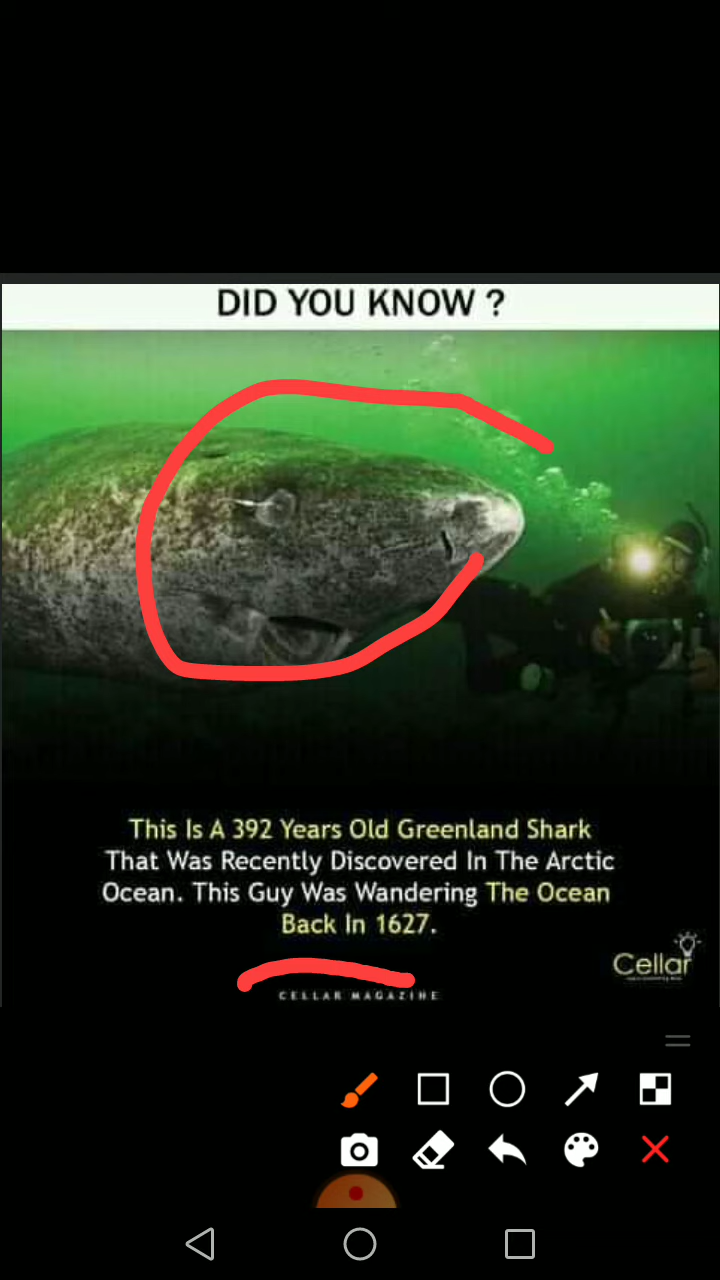 DID YOU KNOW ?
This Is A 392 Years Old Greenland Shark
That Was Recently Discovered In The Arctic
Ocean. This Guy Was Wandering The Ocean
Back In 1627.
Cellar
CELLAR MAGAZINE